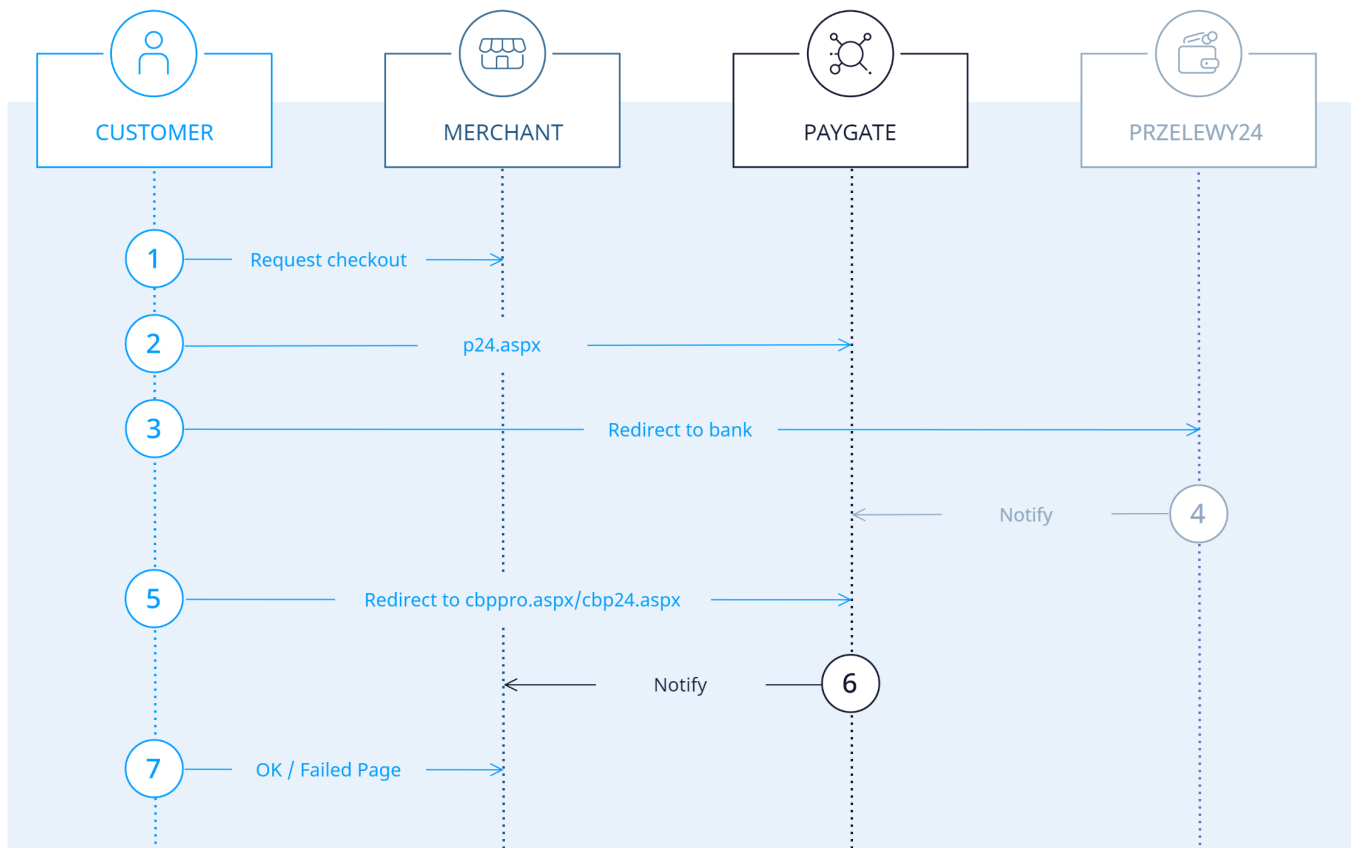 CUSTOMER
MERCHANT
PAYGATE
PRZELEWY24
1
Request checkout
2
p24.aspx
3
Redirect to bank
Notify
4
5
Redirect to cbppro.aspx/cbp24.aspx
Notify
6
7
OK / Failed Page